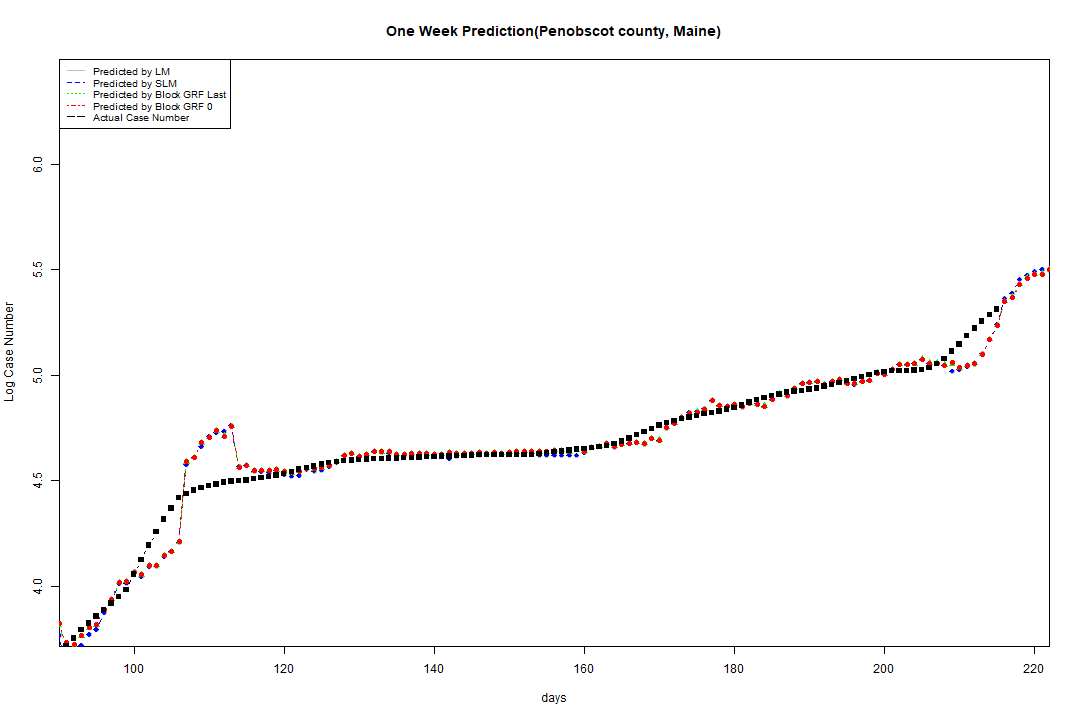 One Week Prediction(Penobscot county, Maine)
Predicted by LM
Predicted by SLM
Predicted by Block GRF Last
Predicted by Block GRF 0
Actual Case Number
Log Case Number
6.0
5.5
5.0
4.5
4.0
100 120 140 160 180 200 220
days